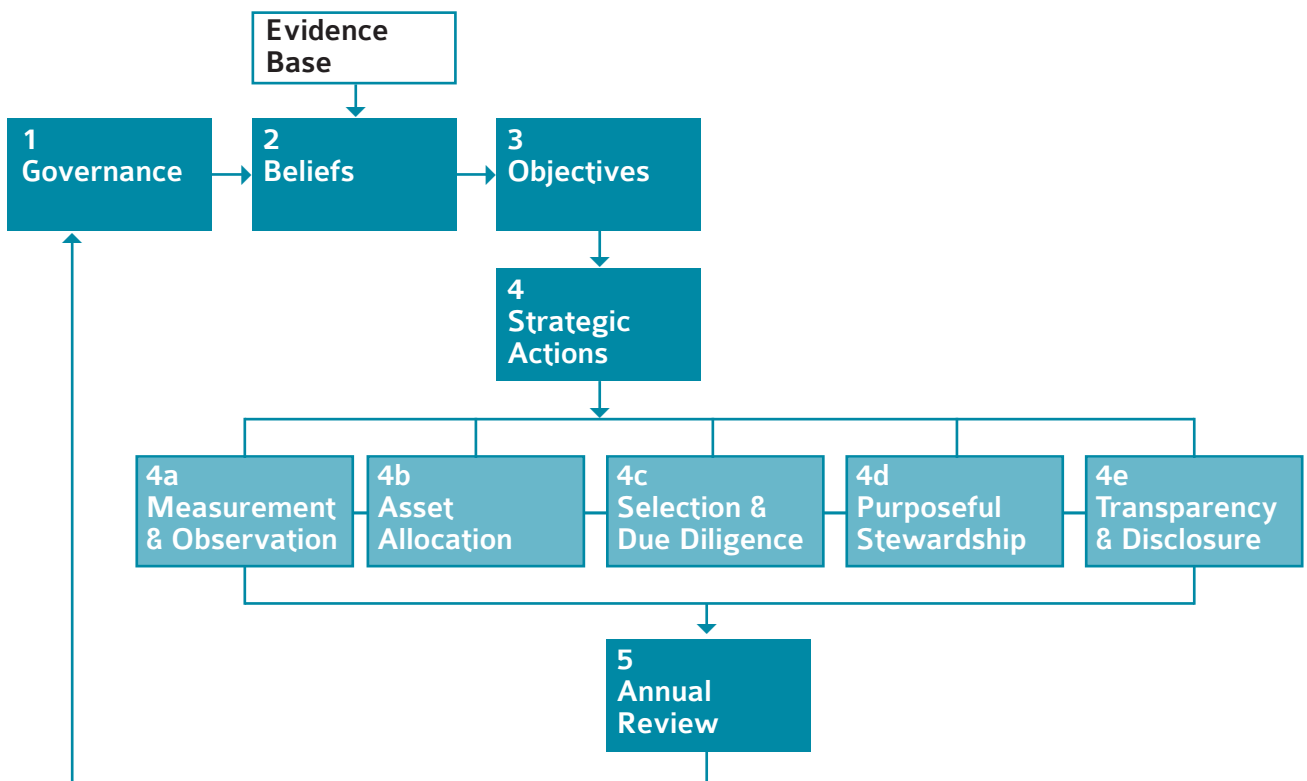 Evidence
Base
1
Governance
2
Beliefs
3
Objectives
4
Strategic
Actions
4a
Measurement
& Observation
4b
Asset
Allocation
4c
Selection &
Due Diligence
4d
Purposeful
Stewardship
4e
Transparency
& Disclosure
5
Annual
Review